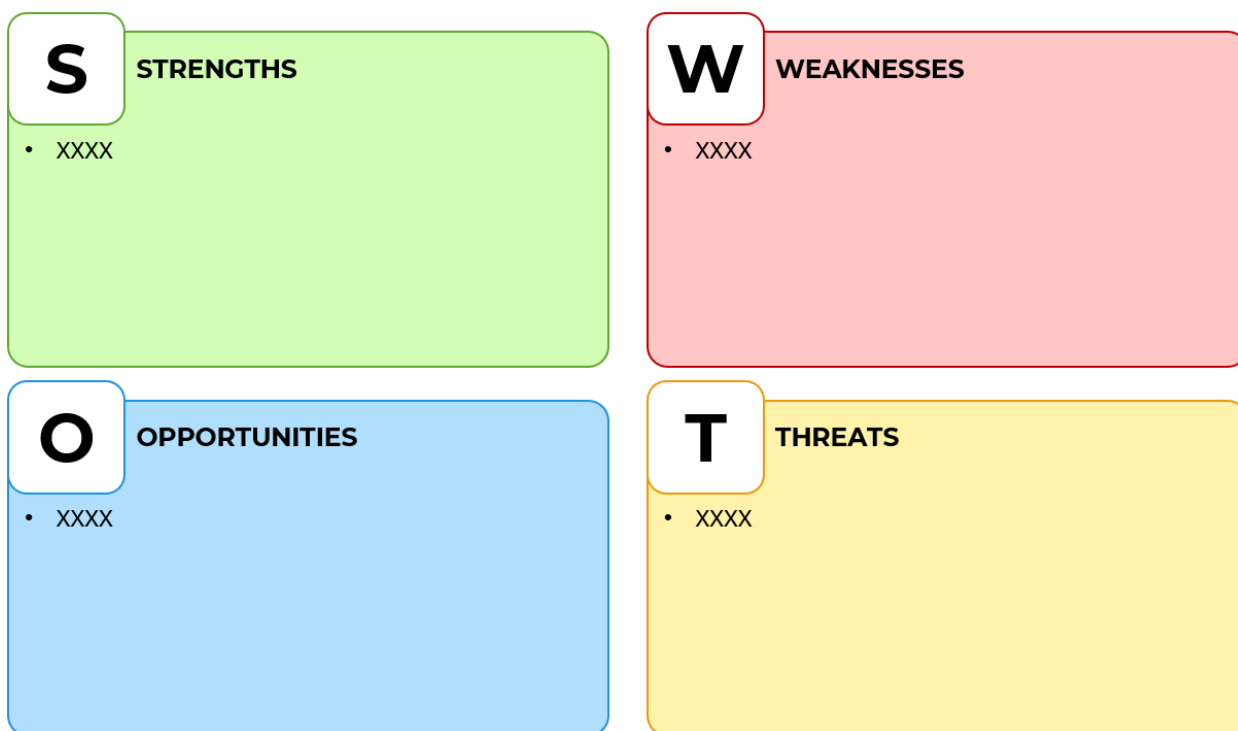 S STRENGTHS
• XXXX
W WEAKNESSES
• XXXX
O OPPORTUNITIES
• XXXX
T THREATS
• XXXX